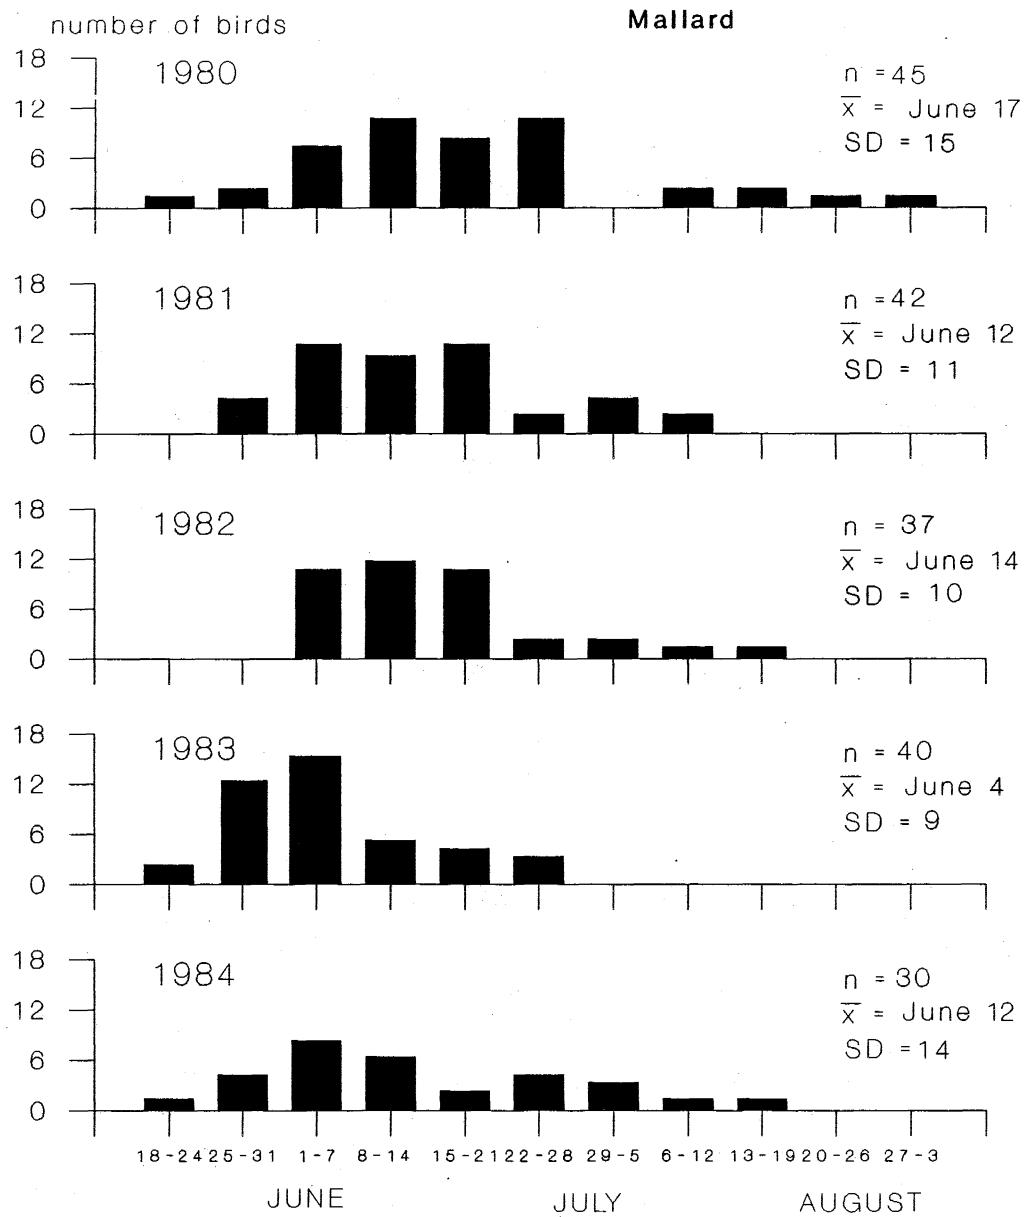 number of birds
Mallard
18
12
6
0
1980
n = 45
x̅ = June 17
SD = 15
18
12
6
0
1981
n = 42
x̅ = June 12
SD = 11
18
12
6
0
1982
n = 37
x̅ = June 14
SD = 10
18
12
6
0
1983
n = 40
x̅ = June 4
SD = 9
18
12
6
0
1984
n = 30
x̅ = June 12
SD = 14
18-24 25-31 1-7 8-14 15-21 22-28 29-5 6-12 13-19 20-26 27-3
JUNE JULY AUGUST